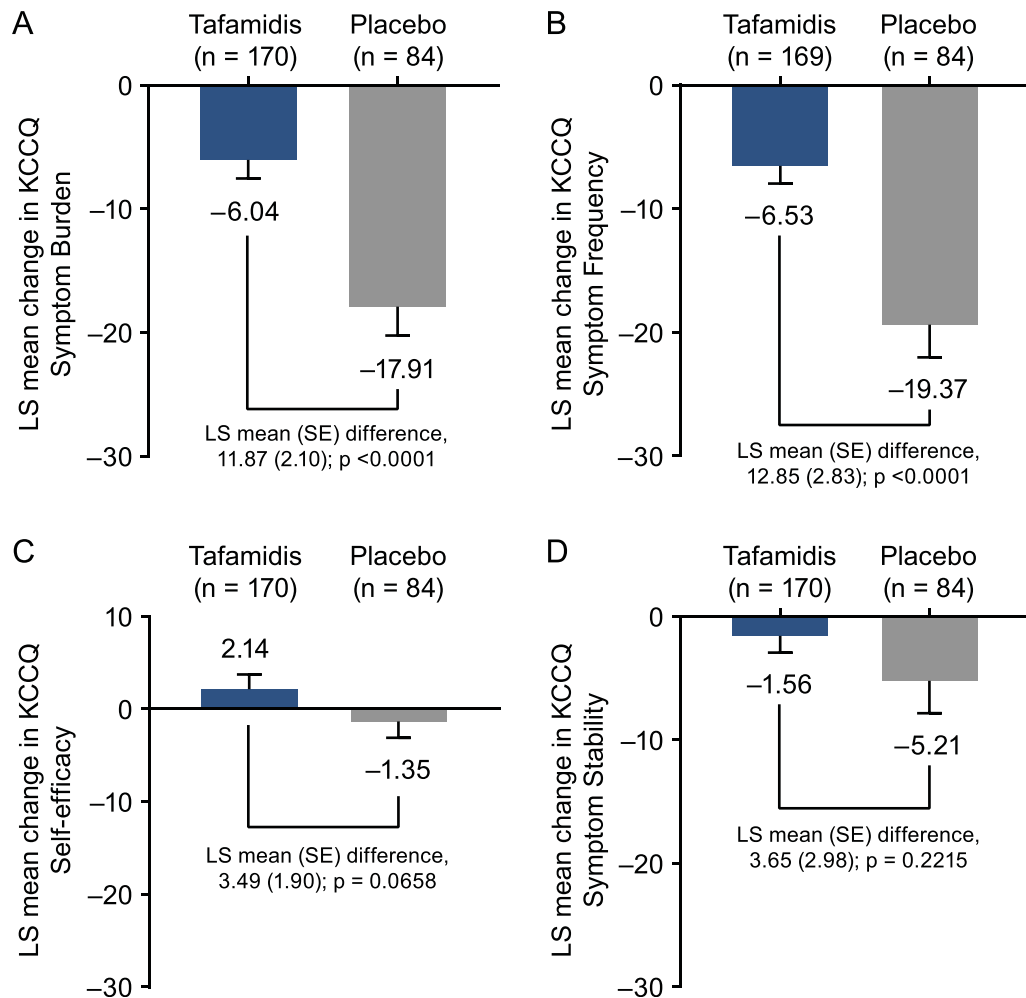 A
Tafamidis
(n = 170)
Placebo
(n = 84)
LS mean change in KCCQ
Symptom Burden
0
–10
–20
–30
–6.04
–17.91
LS mean (SE) difference,
11.87 (2.10); p <0.0001
B
Tafamidis
(n = 169)
Placebo
(n = 84)
LS mean change in KCCQ
Symptom Frequency
0
–10
–20
–30
–6.53
–19.37
LS mean (SE) difference,
12.85 (2.83); p <0.0001
C
Tafamidis
(n = 170)
Placebo
(n = 84)
LS mean change in KCCQ
Self-efficacy
10
0
–10
–20
–30
2.14
–1.35
LS mean (SE) difference,
3.49 (1.90); p = 0.0658
D
Tafamidis
(n = 170)
Placebo
(n = 84)
LS mean change in KCCQ
Symptom Stability
0
–10
–20
–30
–1.56
–5.21
LS mean (SE) difference,
3.65 (2.98); p = 0.2215